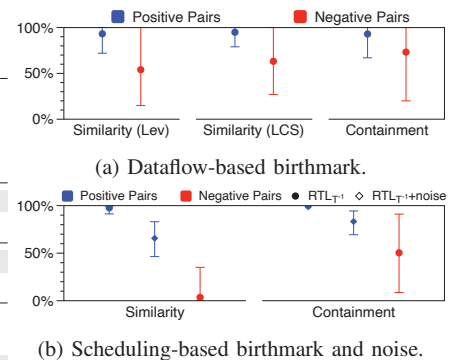 Positive Pairs Negative Pairs
100%
50%
0%
Similarity (Lev) Similarity (LCS) Containment
(a) Dataflow-based birthmark.
Positive Pairs Negative Pairs RTL_T⁻¹ RTL_T⁻¹+noise
100%
50%
0%
Similarity Containment
(b) Scheduling-based birthmark and noise.